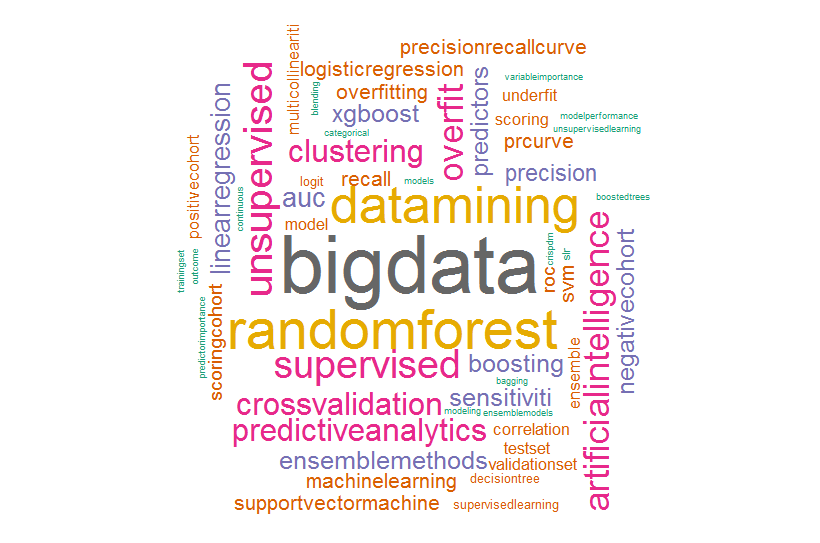 precisionrecallcurve
multicollineariti
logisticregression
variableimportance
unsupervised
blending
overfitting
overfit
predictors
underfit
linearregression
xgboost
scoring
modelperformance
unsupervisedlearning
categorical
prcurve
clustering
positivecohort
continuous
logit
recall
models
precision
auc
datamining
boostedtrees
model
trainingset
outcome
bigdata
roc
crispdm
svm
slr
artificialintelligence
negativecohort
predictorimportance
scoringcohort
randomforest
supervised
boosting
ensemble
bagging
sensitiviti
crossvalidation
modeling
ensemblemodels
predictiveanalytics
correlation
testset
ensemblemethods
validationset
machinelearning
decisiontree
supportvectormachine
supervisedlearning